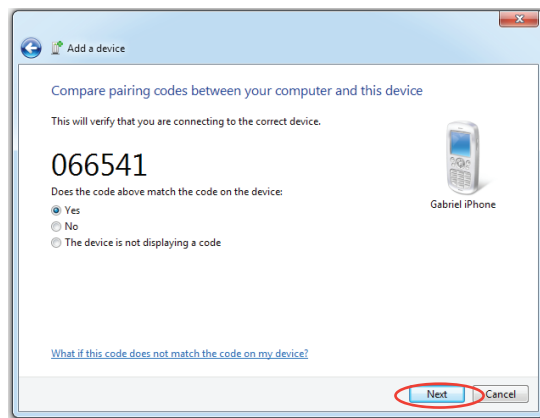 Add a device
Compare pairing codes between your computer and this device
This will verify that you are connecting to the correct device.
066541
Does the code above match the code on the device:
Yes
No
The device is not displaying a code
Gabriel iPhone
What if this code does not match the code on my device?
Next Cancel